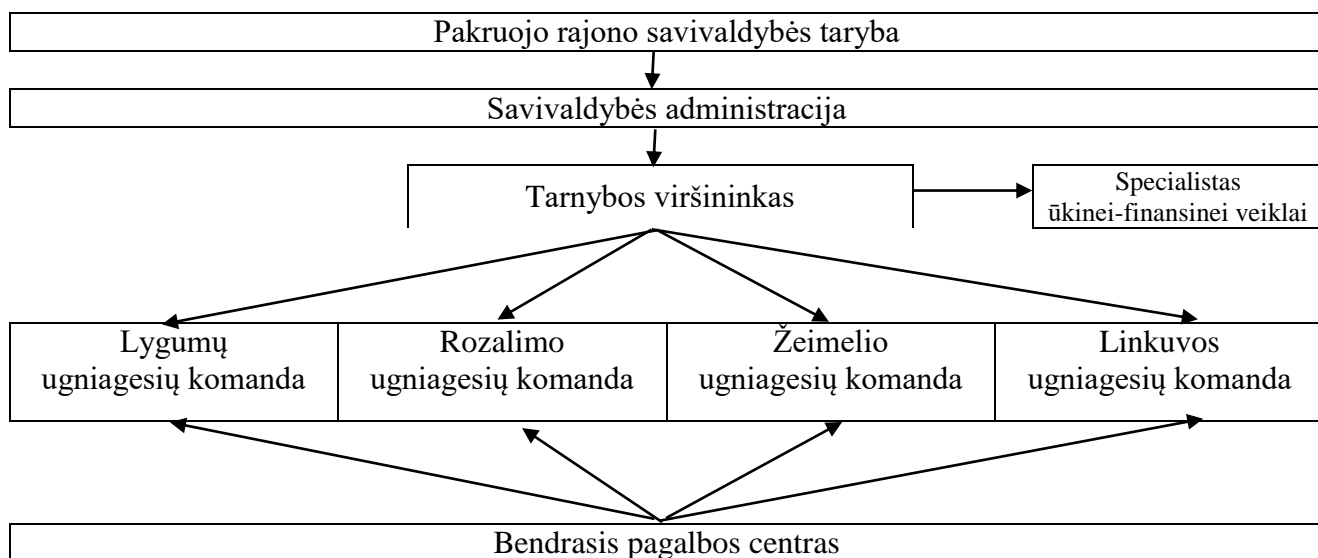 Pakruojo rajono savivaldybės taryba
Savivaldybės administracija
Tarnybos viršininkas
Specialistas
ūkinei-finansinei veiklai
Lygumų
ugniagesių komanda
Rozalimo
ugniagesių komanda
Žeimelio
ugniagesių komanda
Linkuvos
ugniagesių komanda
Bendrasis pagalbos centras